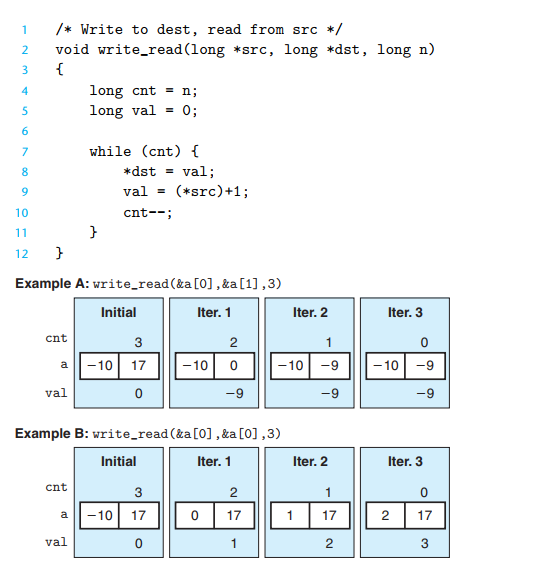 1 /* Write to dest, read from src */
2 void write_read(long *src, long *dst, long n)
3 {
4 long cnt = n;
5 long val = 0;
6
7 while (cnt) {
8 *dst = val;
9 val = (*src)+1;
10 cnt--;
11 }
12 }
Example A: write_read(&a[0],&a[1],3)
Initial Iter. 1 Iter. 2 Iter. 3
cnt 3 2 1 0
a −10 17 −10 0 −10 −9 −10 −9
val 0 −9 −9 −9
Example B: write_read(&a[0],&a[0],3)
Initial Iter. 1 Iter. 2 Iter. 3
cnt 3 2 1 0
a −10 17 0 17 1 17 2 17
val 0 1 2 3